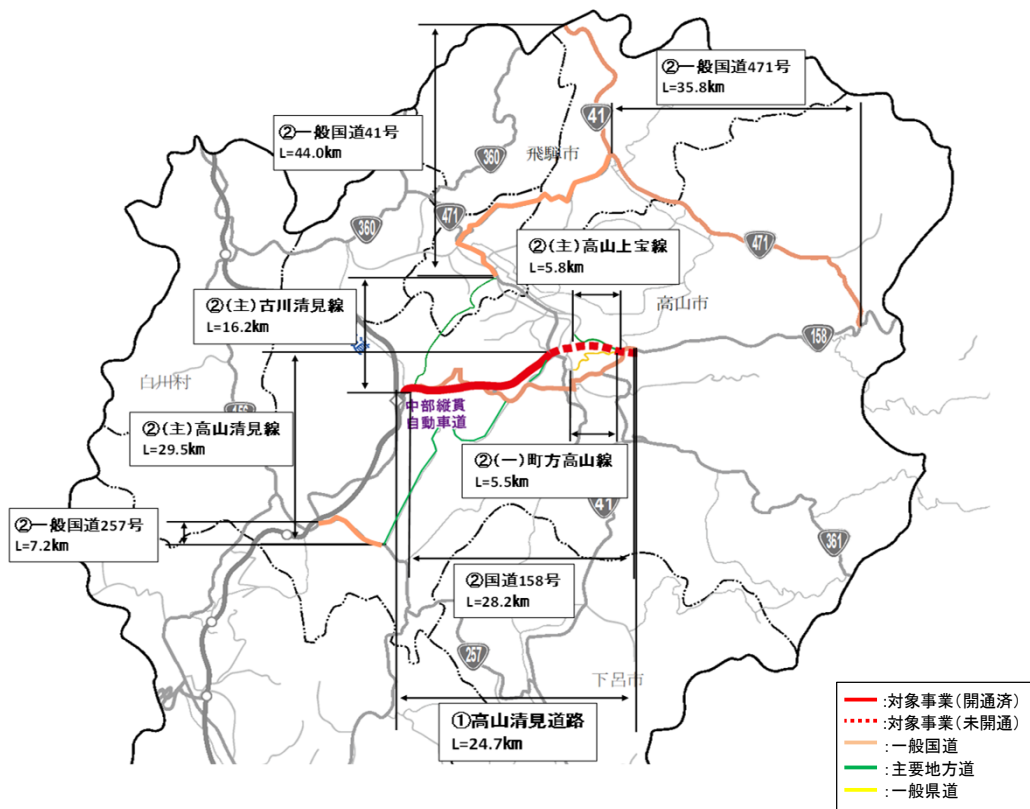 ②一般国道471号
L=35.8km
41
②一般国道41号
L=44.0km
飛騨市
360
471
360
②(主)高山上宝線
L=5.8km
471
②(主)古川清見線
L=16.2km
高山市
158
白川村
中部縦貫
自動車道
②(主)高山清見線
L=29.5km
②(一)町方高山線
L=5.5km
41
②一般国道257号
L=7.2km
361
②国道158号
L=28.2km
257
下呂市
①高山清見道路
L=24.7km
:対象事業(開通済)
:対象事業(未開通)
:一般国道
:主要地方道
:一般県道